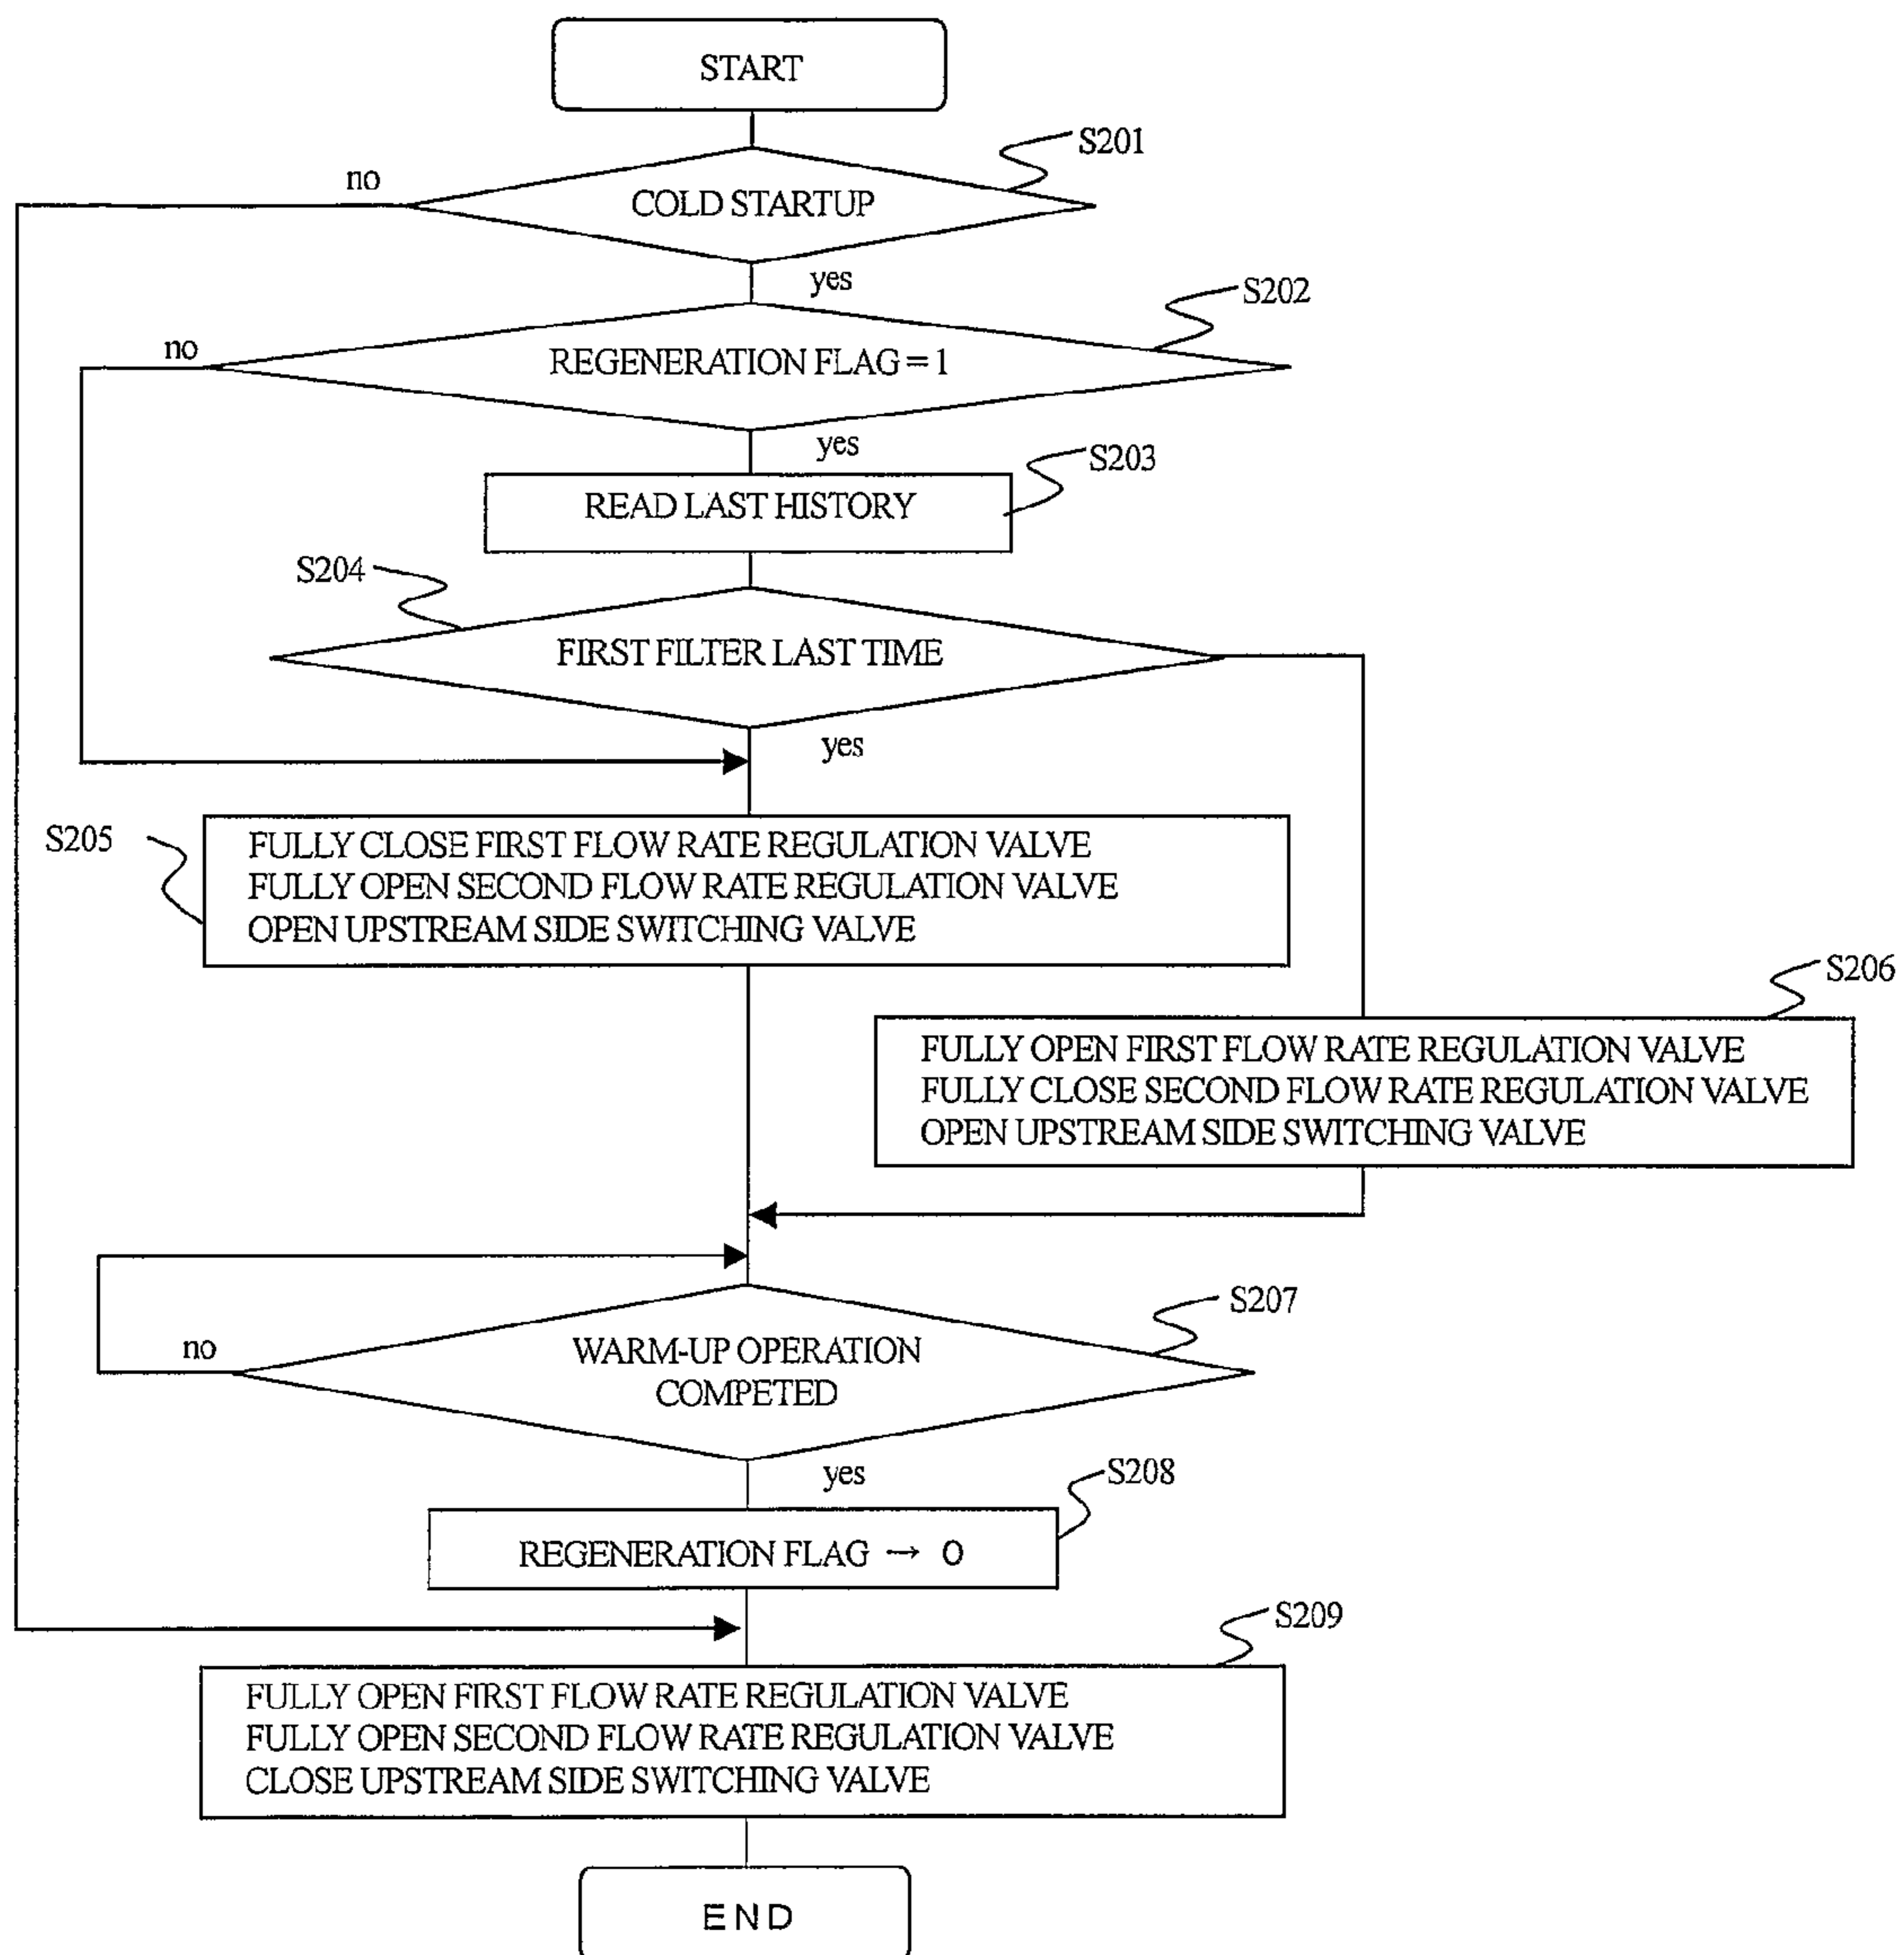 START
S201
no
COLD STARTUP
yes
S202
no
REGENERATION FLAG = 1
yes
S203
READ LAST HISTORY
S204
FIRST FILTER LAST TIME
yes
S205
FULLY CLOSE FIRST FLOW RATE REGULATION VALVE
FULLY OPEN SECOND FLOW RATE REGULATION VALVE
OPEN UPSTREAM SIDE SWITCHING VALVE
S206
FULLY OPEN FIRST FLOW RATE REGULATION VALVE
FULLY CLOSE SECOND FLOW RATE REGULATION VALVE
OPEN UPSTREAM SIDE SWITCHING VALVE
S207
no
WARM-UP OPERATION
COMPETED
yes
S208
REGENERATION FLAG → 0
S209
FULLY OPEN FIRST FLOW RATE REGULATION VALVE
FULLY OPEN SECOND FLOW RATE REGULATION VALVE
CLOSE UPSTREAM SIDE SWITCHING VALVE
END